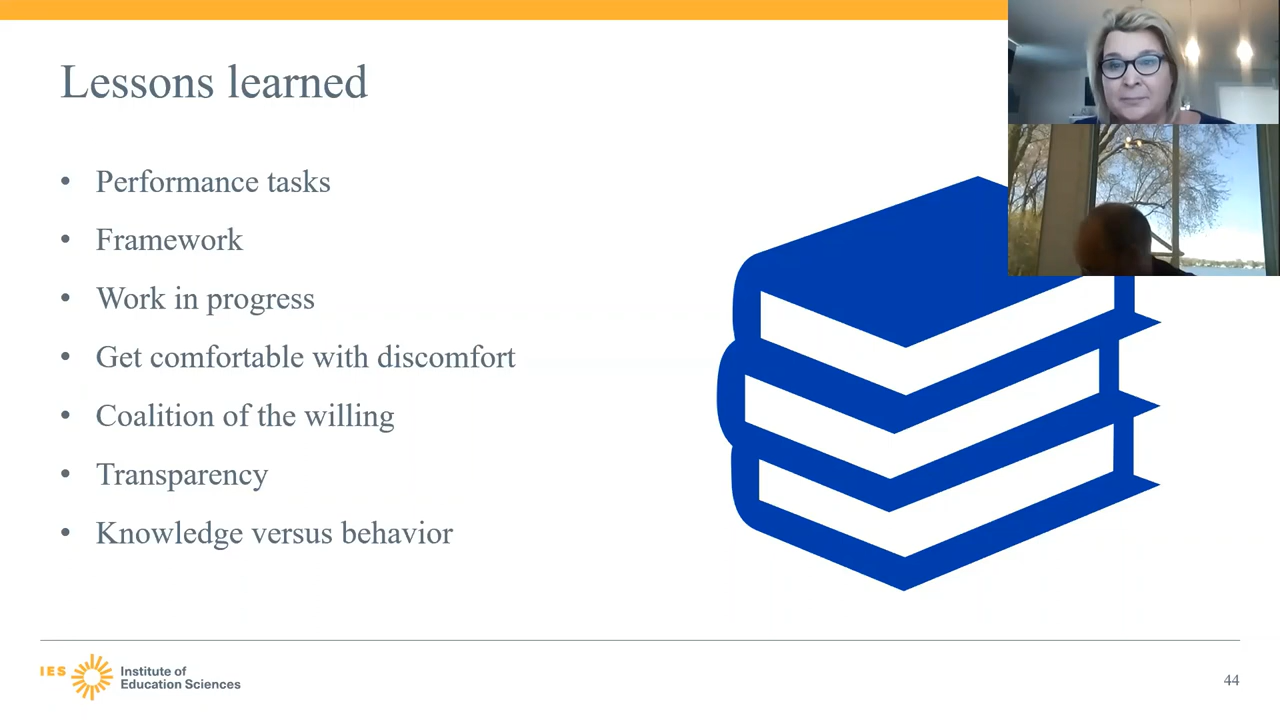 Lessons learned
• Performance tasks
• Framework
• Work in progress
• Get comfortable with discomfort
• Coalition of the willing
• Transparency
• Knowledge versus behavior
IES
Institute of
Education Sciences
44